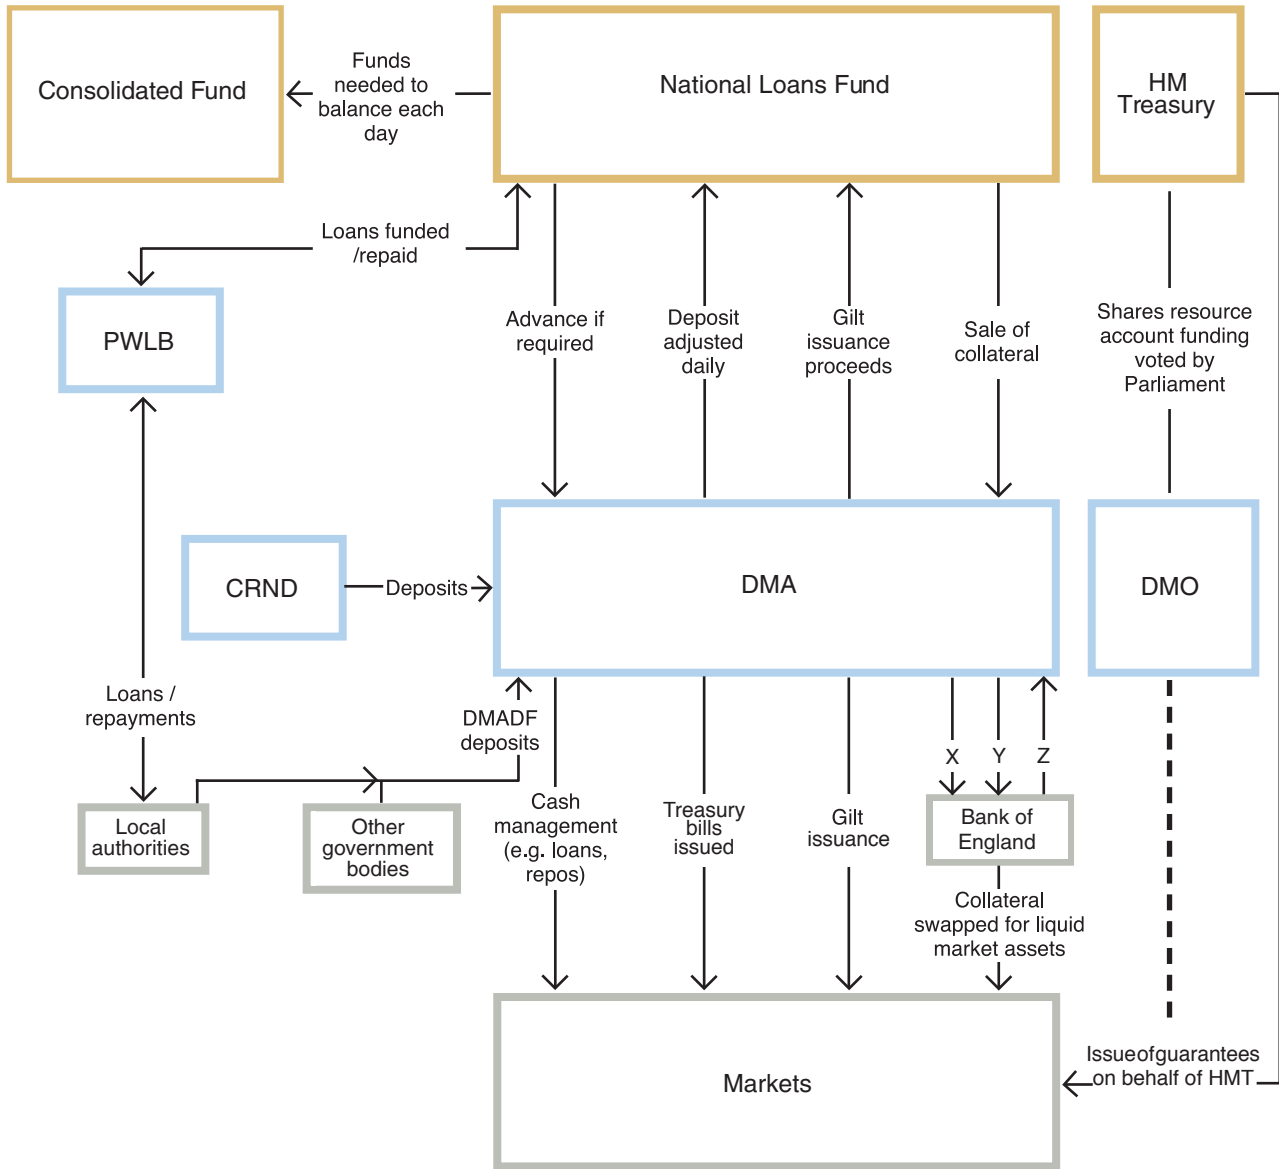 Consolidated Fund
Funds
needed to
balance each
day
National Loans Fund
HM
Treasury
Loans funded
/repaid
PWLB
Advance if
required
Deposit
adjusted
daily
Gilt
issuance
proceeds
Sale of
collateral
Shares resource
account funding
voted by
Parliament
CRND
Deposits
DMA
DMO
Loans /
repayments
DMADF
deposits
X
Y
Z
Local
authorities
Other
government
bodies
Cash
management
(e.g. loans,
repos)
Treasury
bills
issued
Gilt
issuance
Bank of
England
Collateral
swapped for liquid
market assets
Markets
Issueofguarantees
on behalf of HMT